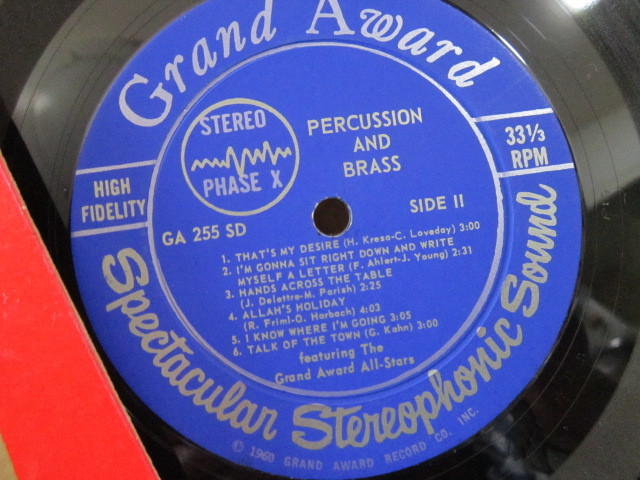 Grand Award
STEREO
PHASE X
PERCUSSION
AND
BRASS
33⅓
RPM
HIGH
FIDELITY
GA 255 SD
SIDE II
1. THAT'S MY DESIRE (H. Kresa-C. Loveday) 3:00
2. I'M GONNA SIT RIGHT DOWN AND WRITE
MYSELF A LETTER (F. Ahlert-J. Young) 2:31
3. HANDS ACROSS THE TABLE
(J. Delettre-M. Parish) 2:25
4. ALLAH'S HOLIDAY
(R. Friml-O. Harbach) 4:03
5. I KNOW WHERE I'M GOING 3:05
6. TALK OF THE TOWN (G. Kahn) 3:00
featuring The
Grand Award All-Stars
Spectacular Stereophonic Sound
© 1960 GRAND AWARD RECORD CO. INC.